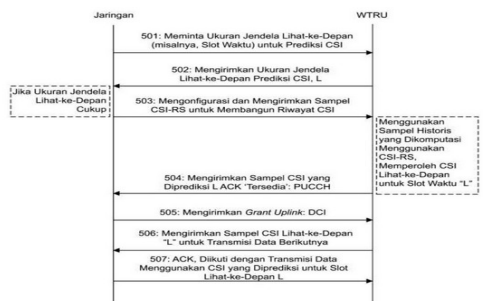 Jaringan
WTRU
501: Meminta Ukuran Jendela Lihat-ke-Depan
(misalnya, Slot Waktu) untuk Prediksi CSI
502: Mengirimkan Ukuran Jendela
Lihat-ke-Depan Prediksi CSI, L
Jika Ukuran Jendela
Lihat-ke-Depan
Cukup
503: Mengonfigurasi dan Mengirimkan Sampel
CSI-RS untuk Membangun Riwayat CSI
Menggunakan
Sampel Historis
yang Dikomputasi
Menggunakan
CSI-RS,
Memperoleh CSI
Lihat-ke-Depan
untuk Slot Waktu “L”
504: Mengirimkan Sampel CSI yang
Diprediksi L ACK 'Tersedia': PUCCH
505: Mengirimkan Grant Uplink: DCI
506: Mengirimkan Sampel CSI Lihat-ke-Depan
“L” untuk Transmisi Data Berikutnya
507: ACK, Diikuti dengan Transmisi Data
Menggunakan CSI yang Diprediksi untuk Slot
Lihat-ke-Depan L